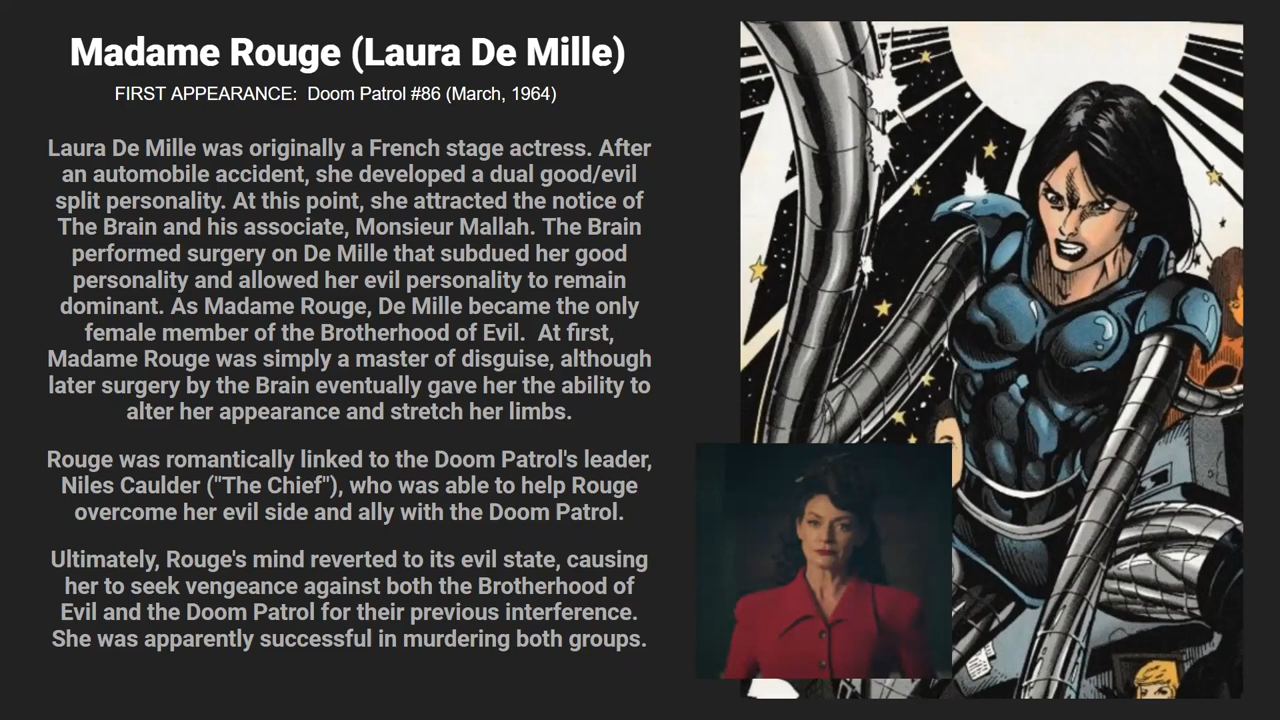 Madame Rouge (Laura De Mille)
FIRST APPEARANCE:  Doom Patrol #86 (March, 1964)
Laura De Mille was originally a French stage actress. After
an automobile accident, she developed a dual good/evil
split personality. At this point, she attracted the notice of
The Brain and his associate, Monsieur Mallah. The Brain
performed surgery on De Mille that subdued her good
personality and allowed her evil personality to remain
dominant. As Madame Rouge, De Mille became the only
female member of the Brotherhood of Evil.  At first,
Madame Rouge was simply a master of disguise, although
later surgery by the Brain eventually gave her the ability to
alter her appearance and stretch her limbs.
Rouge was romantically linked to the Doom Patrol's leader,
Niles Caulder ("The Chief"), who was able to help Rouge
overcome her evil side and ally with the Doom Patrol.
Ultimately, Rouge's mind reverted to its evil state, causing
her to seek vengeance against both the Brotherhood of
Evil and the Doom Patrol for their previous interference.
She was apparently successful in murdering both groups.